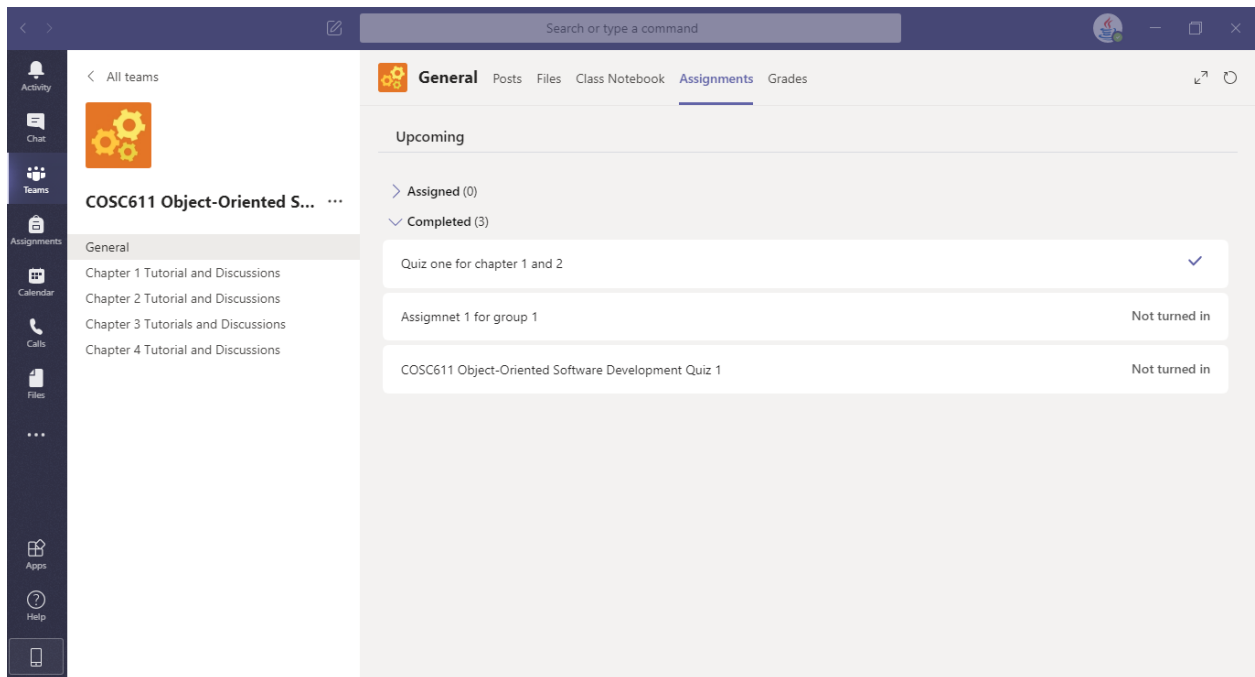 Search or type a command
Activity
Chat
Teams
Assignments
Calendar
Calls
Files
Apps
Help
All teams
COSC611 Object-Oriented S... ...
General
Chapter 1 Tutorial and Discussions
Chapter 2 Tutorial and Discussions
Chapter 3 Tutorials and Discussions
Chapter 4 Tutorial and Discussions
General Posts Files Class Notebook Assignments Grades
Upcoming
Assigned (0)
Completed (3)
Quiz one for chapter 1 and 2
Assigmnet 1 for group 1 Not turned in
COSC611 Object-Oriented Software Development Quiz 1 Not turned in